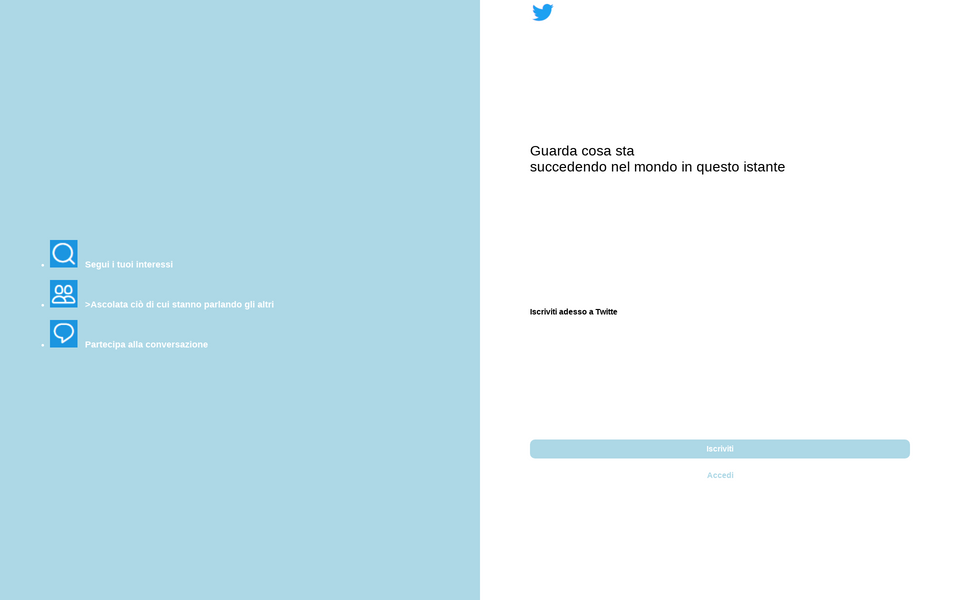 Segui i tuoi interessi
>Ascolata ciò di cui stanno parlando gli altri
Partecipa alla conversazione
Guarda cosa sta
succedendo nel mondo in questo istante
Iscriviti adesso a Twitte
Iscriviti
Accedi